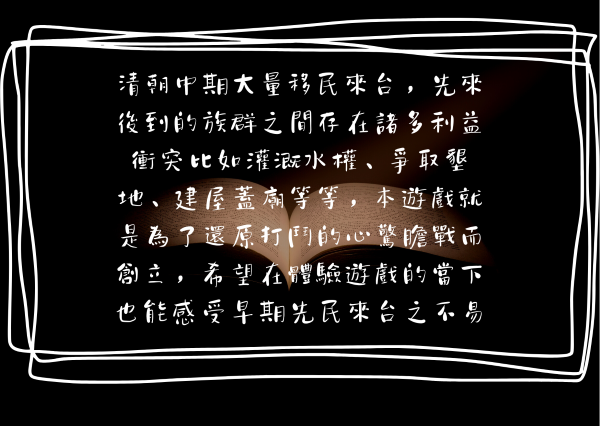 清朝中期大量移民來台，先來
後到的族群之間存在諸多利益
衝突比如灌溉水權、爭取墾
地、建屋蓋廟等等，本遊戲就
是為了還原打鬥的心驚膽戰而
創立，希望在體驗遊戲的當下
也能感受早期先民來台之不易